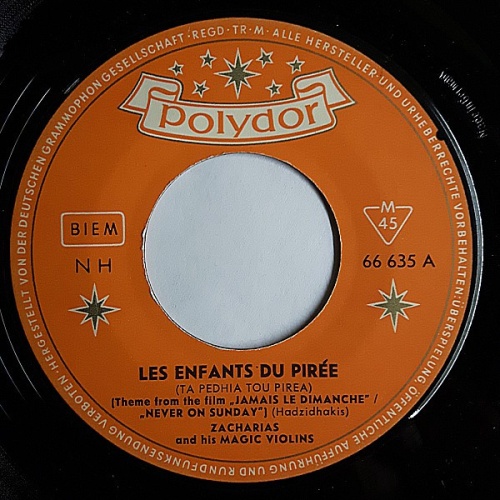 HERGESTELLT VON DER DEUTSCHEN GRAMMOPHON GESELLSCHAFT · REGD · TR · M · ALLE HERSTELLER- UND URHEBERRECHTE VORBEHALTEN · ÜBERSPIELUNG, ÖFFENTLICHE AUFFÜHRUNG UND RUNDFUNKSENDUNG VERBOTEN ·
Polydor
BIEM
M
45
NH
66 635 A
LES ENFANTS DU PIRÉE
(TA PEDHIA TOU PIREA)
[Theme from the film „JAMAIS LE DIMANCHE” /
„NEVER ON SUNDAY”] (Hadzidhakis)
ZACHARIAS
and his MAGIC VIOLINS